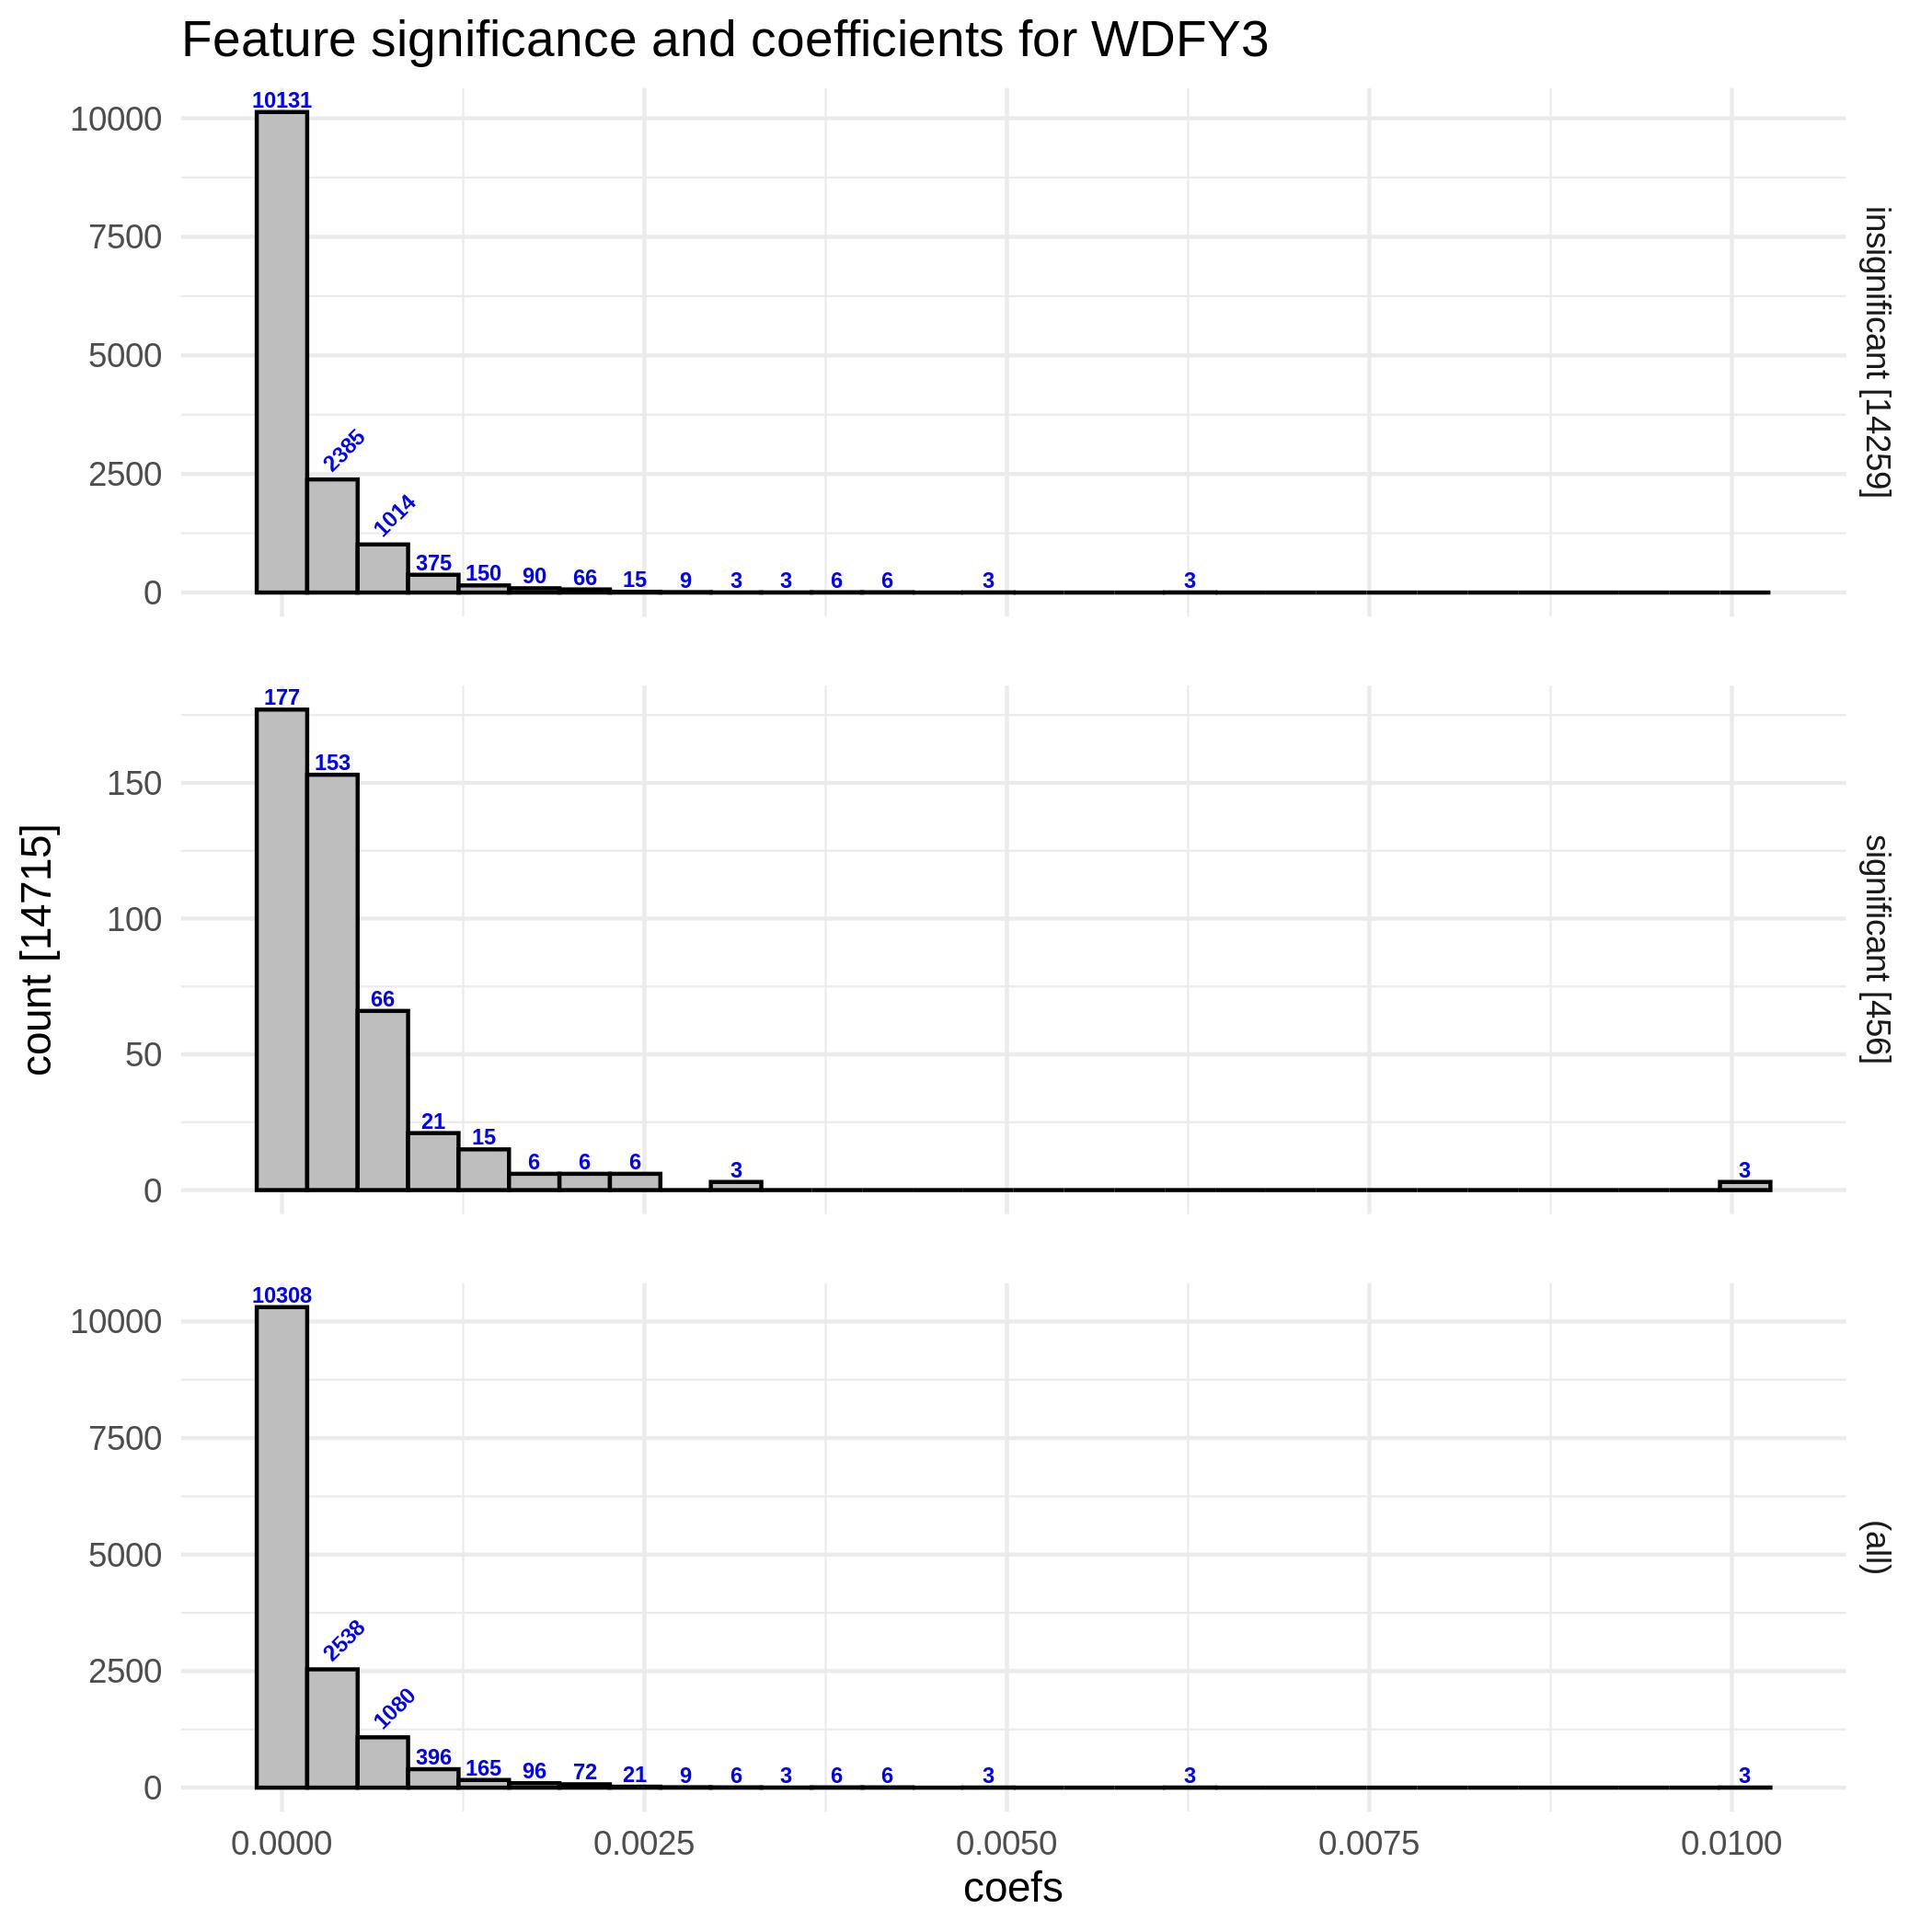 Feature significance and coefficients for WDFY3
10000
7500
5000
2500
0
10131
2385
1014
375 150 90 66 15 9 3 3 6 6 3 3
insignificant [14259]
count [14715]
150
100
50
0
177
153
66
21
15
6 6 6 3 3
significant [456]
10000
7500
5000
2500
0
10308
2538
1080
396 165 96 72 21 9 6 3 6 6 3 3 3
(all)
0.0000 0.0025 0.0050 0.0075 0.0100
coefs